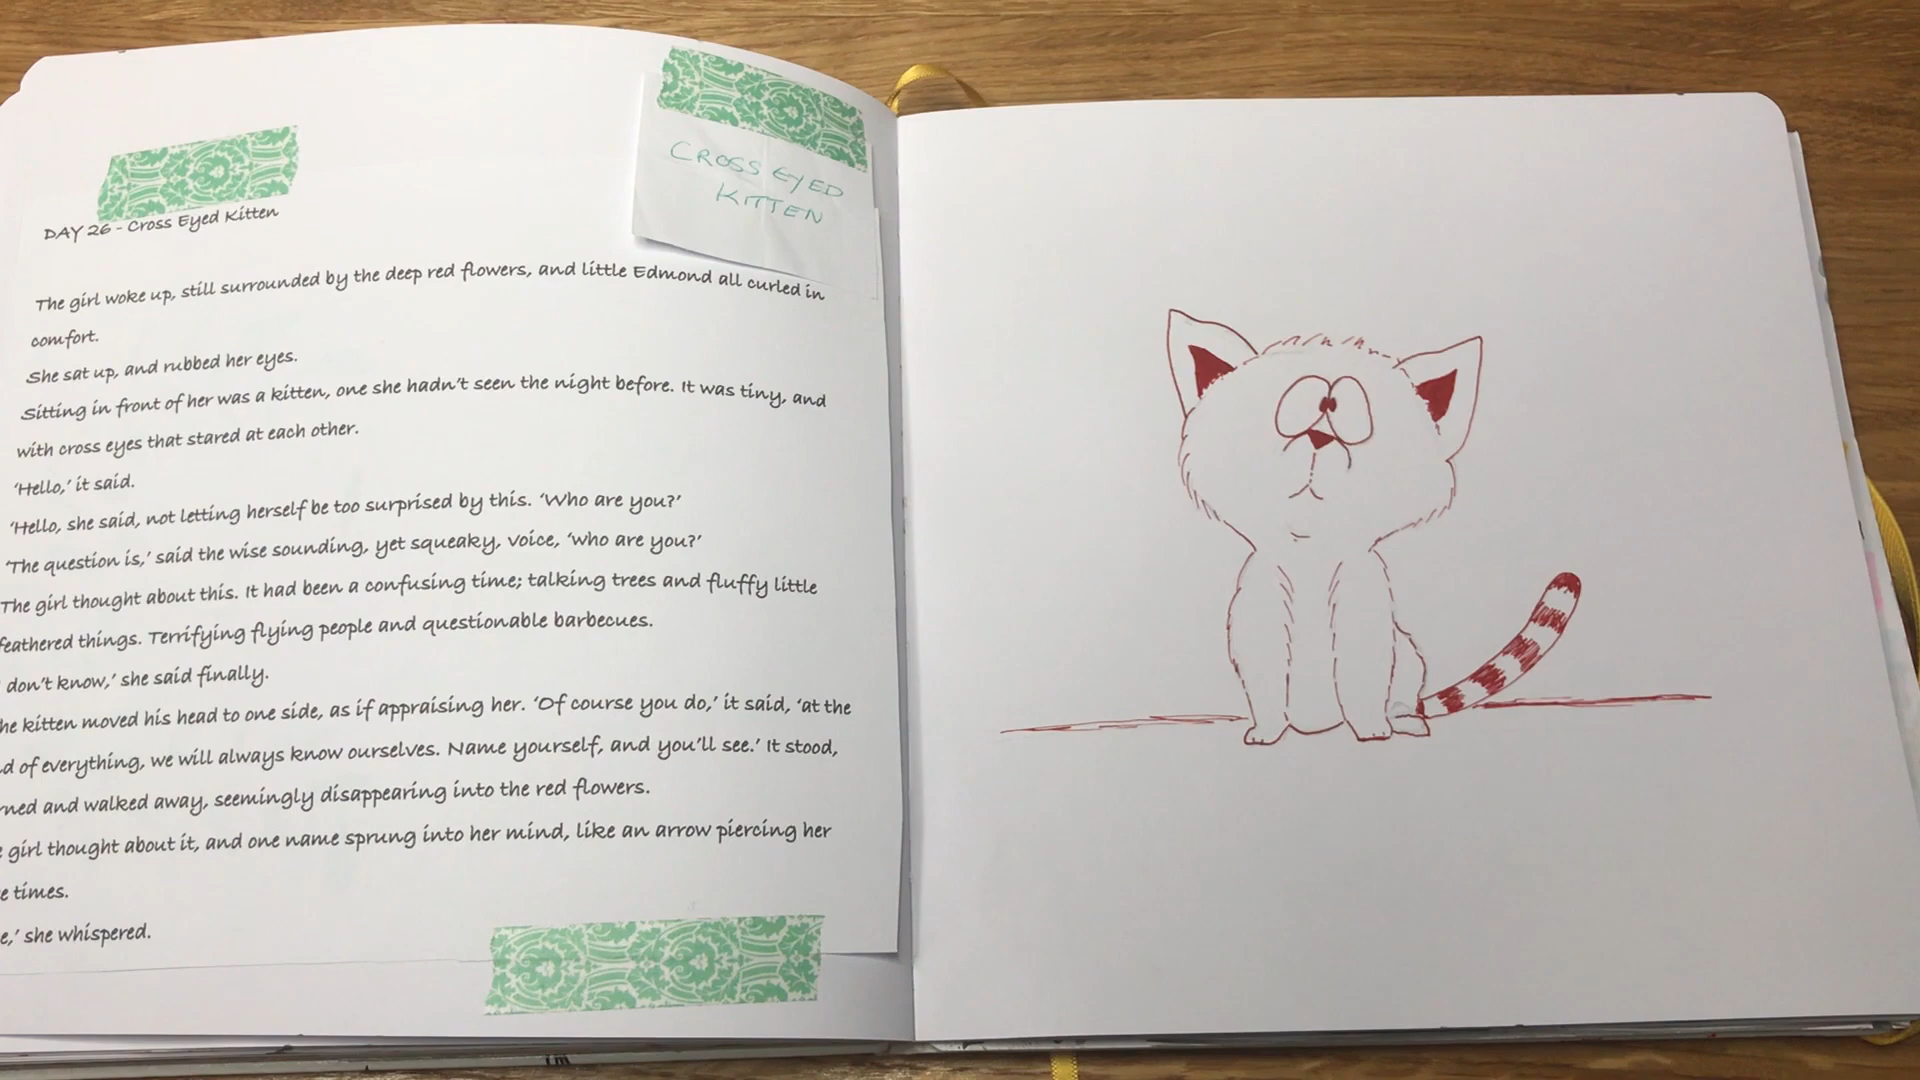 CROSS EYED
KITTEN
DAY 26 - Cross Eyed Kitten
The girl woke up, still surrounded by the deep red flowers, and little Edmond all curled in
comfort.
She sat up, and rubbed her eyes.
Sitting in front of her was a kitten, one she hadn't seen the night before. It was tiny, and
with cross eyes that stared at each other.
'Hello,' it said.
'Hello, she said, not letting herself be too surprised by this. 'Who are you?'
'The question is,' said the wise sounding, yet squeaky, voice, 'who are you?'
The girl thought about this. It had been a confusing time; talking trees and fluffy little
feathered things. Terrifying flying people and questionable barbecues.
don't know,' she said finally.
kitten moved his head to one side, as if appraising her. 'Of course you do,' it said, 'at the
of everything, we will always know ourselves. Name yourself, and you'll see.' It stood,
and walked away, seemingly disappearing into the red flowers.
girl thought about it, and one name sprung into her mind, like an arrow piercing her
times.
she whispered.